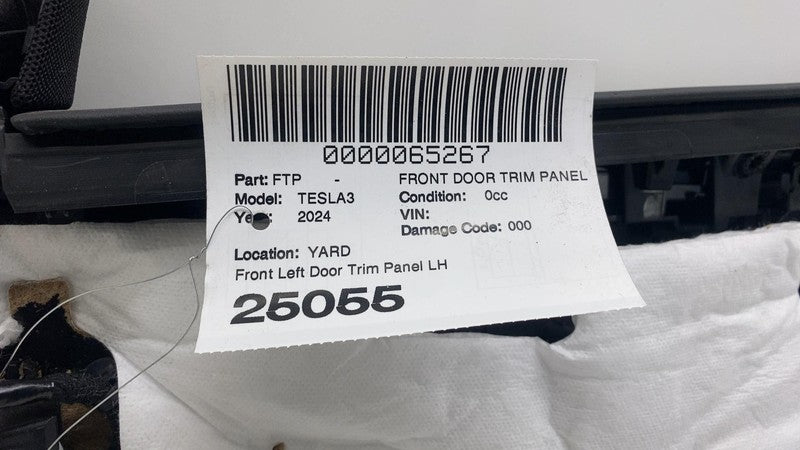 0000065267
Part: FTP - FRONT DOOR TRIM PANEL
Model: TESLA3 Condition: 0cc
Year: 2024 VIN:
Damage Code: 000
Location: YARD
Front Left Door Trim Panel LH
25055